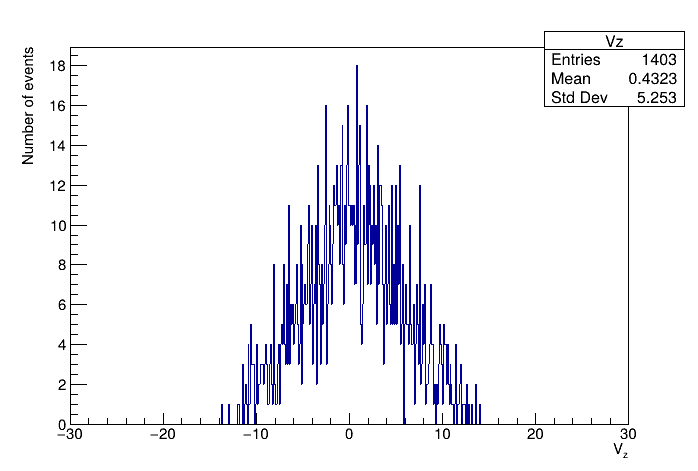 Vz
Entries 1403
Mean 0.4323
Std Dev 5.253
Number of events
18
16
14
12
10
8
6
4
2
0
−30 −20 −10 0 10 20 30
Vz